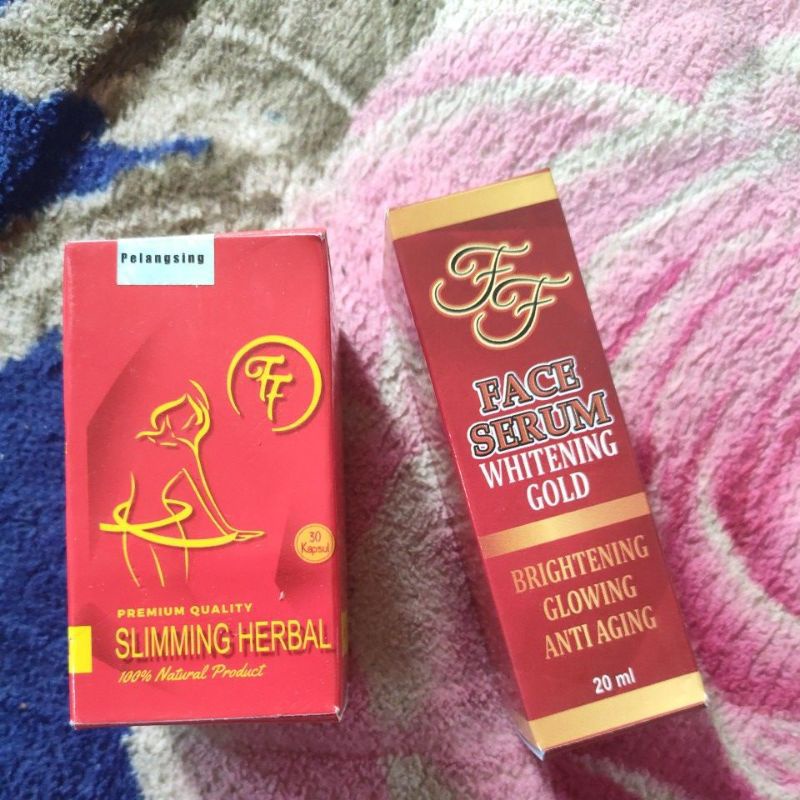 Pelangsing
FF
30
Kapsul
PREMIUM QUALITY
SLIMMING HERBAL
100% Natural Product
FF
FACE
SERUM
WHITENING
GOLD
BRIGHTENING
GLOWING
ANTI AGING
20 ml